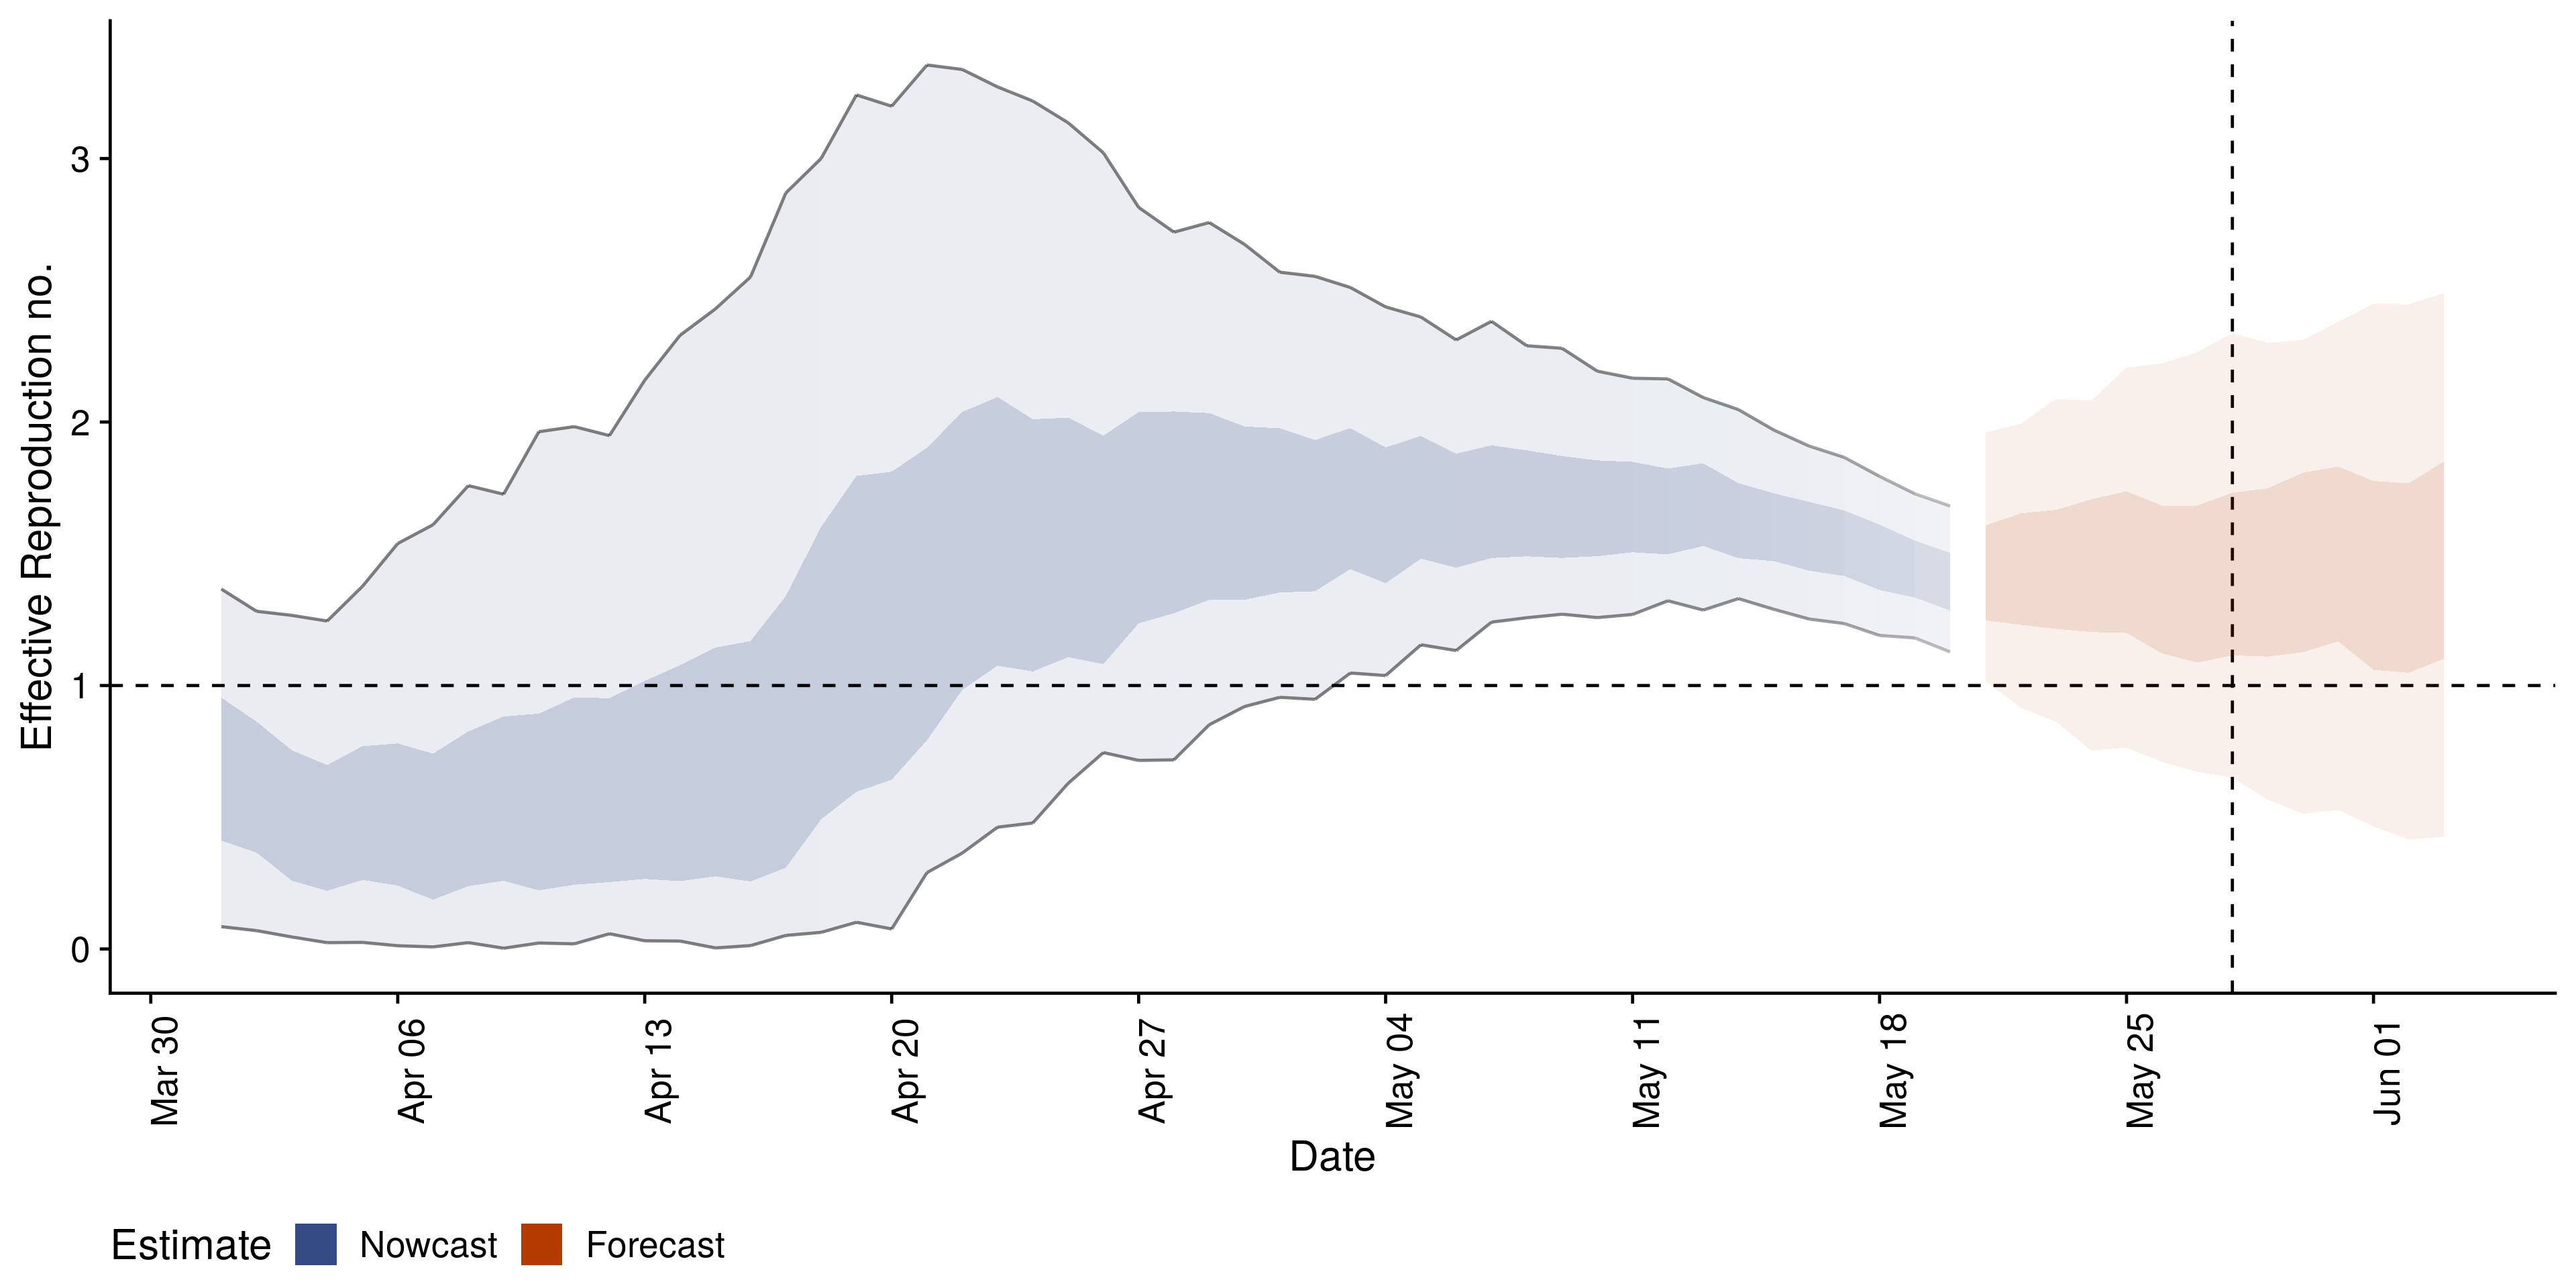 Effective Reproduction no.
3
2
1
0
Mar 30
Apr 06
Apr 13
Apr 20
Apr 27
May 04
May 11
May 18
May 25
Jun 01
Date
Estimate Nowcast Forecast